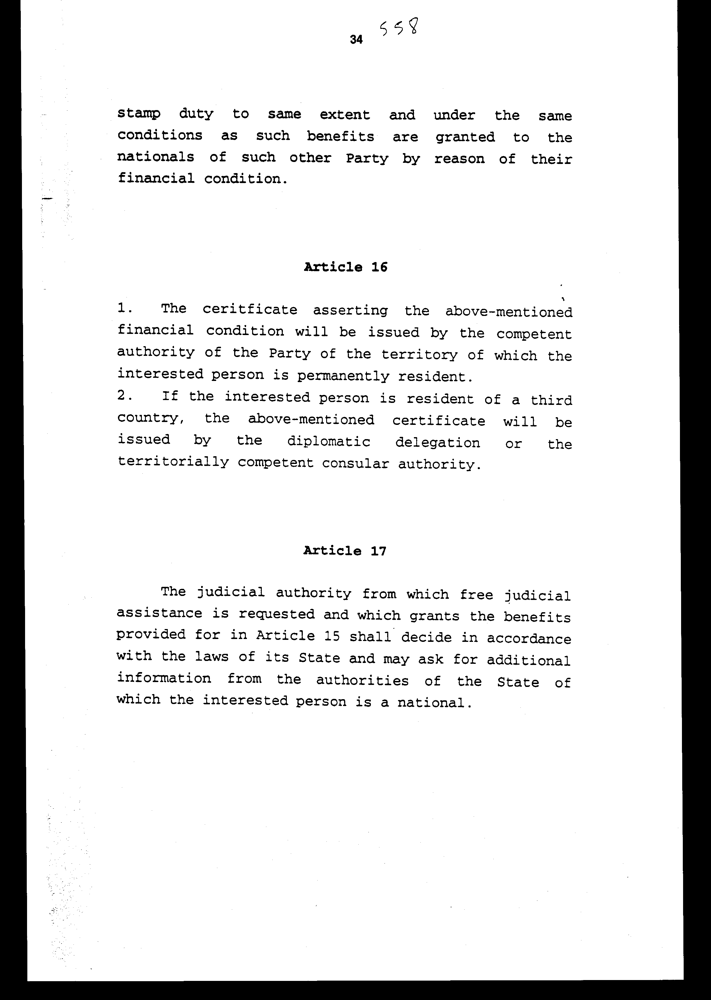 558
34
stamp duty to same extent and under the same
conditions as such benefits are granted to the
nationals of such other Party by reason of their
financial condition.
Article 16
1. The ceritficate asserting the above-mentioned
financial condition will be issued by the competent
authority of the Party of the territory of which the
interested person is permanently resident.
2. If the interested person is resident of a third
country, the above-mentioned certificate will be
issued by the diplomatic delegation or the
territorially competent consular authority.
Article 17
The judicial authority from which free judicial
assistance is requested and which grants the benefits
provided for in Article 15 shall decide in accordance
with the laws of its State and may ask for additional
information from the authorities of the State of
which the interested person is a national.